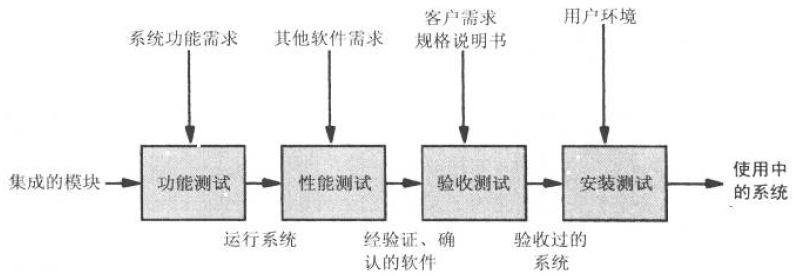 系统功能需求
其他软件需求
客户需求
规格说明书
用户环境
集成的模块
功能测试
性能测试
验收测试
安装测试
使用中
的系统
运行系统
经验证、确
认的软件
验收过的
系统